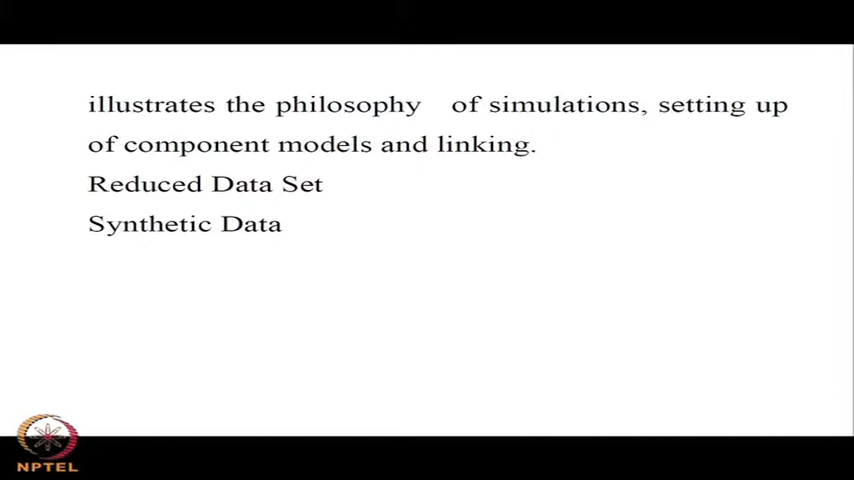 illustrates the philosophy of simulations, setting up
of component models and linking.
Reduced Data Set
Synthetic Data
NPTEL